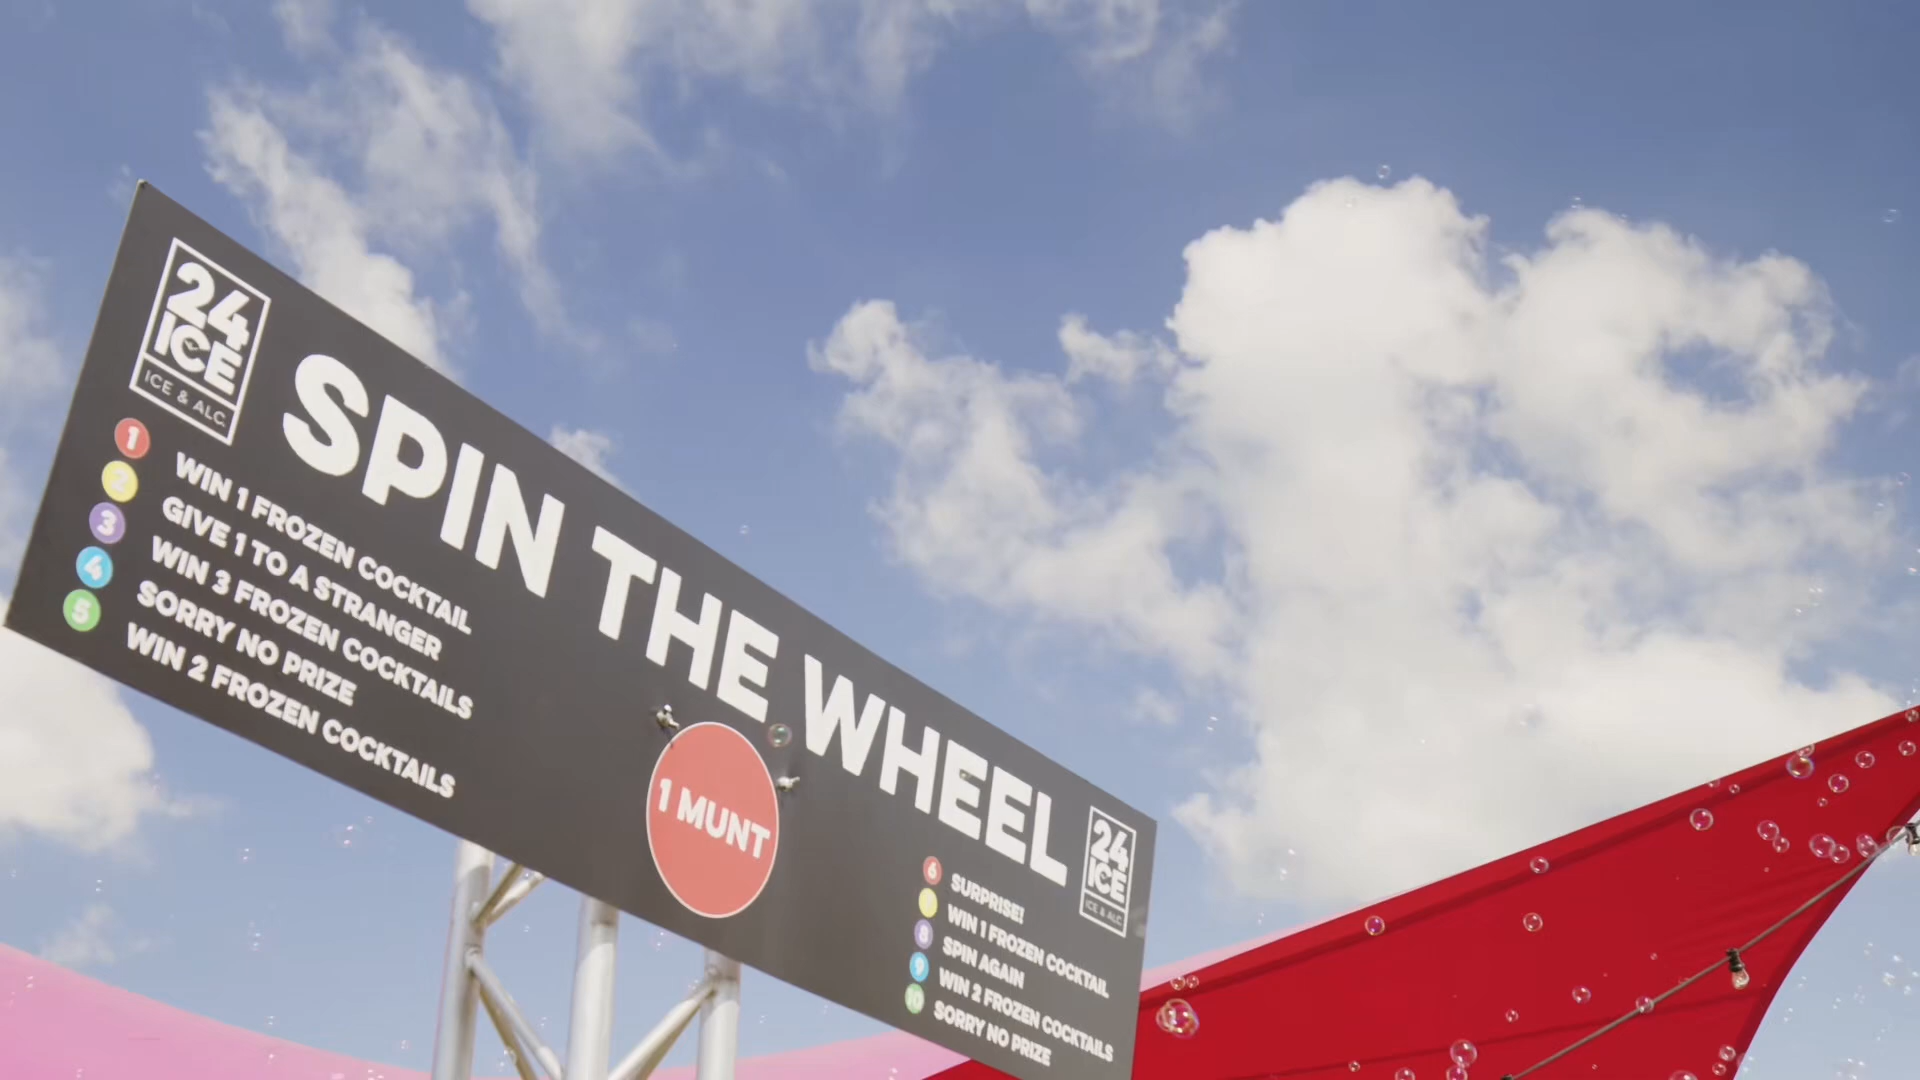 24
ICE
ICE & ALC.
SPIN THE WHEEL
1 WIN 1 FROZEN COCKTAIL
2 GIVE 1 TO A STRANGER
3 WIN 3 FROZEN COCKTAILS
4 SORRY NO PRIZE
5 WIN 2 FROZEN COCKTAILS
1 MUNT
24
ICE
ICE & ALC.
6 SURPRISE!
WIN 1 FROZEN COCKTAIL
8 SPIN AGAIN
9 WIN 2 FROZEN COCKTAILS
10 SORRY NO PRIZE